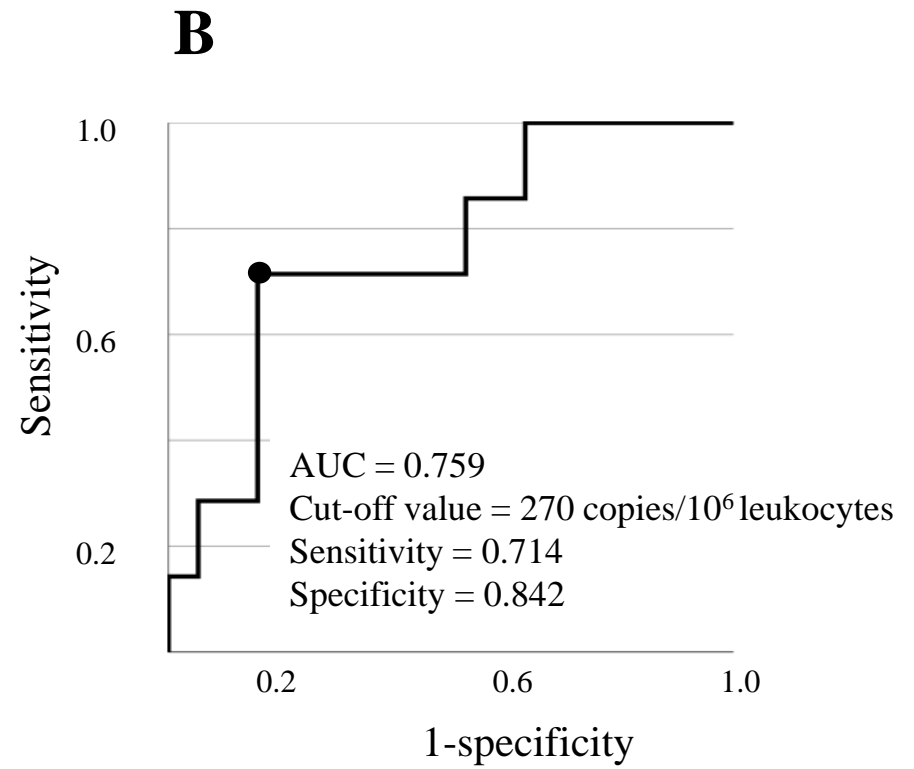 B
1.0
0.6
0.2
Sensitivity
AUC = 0.759
Cut-off value = 270 copies/10⁶ leukocytes
Sensitivity = 0.714
Specificity = 0.842
0.2 0.6 1.0
1-specificity